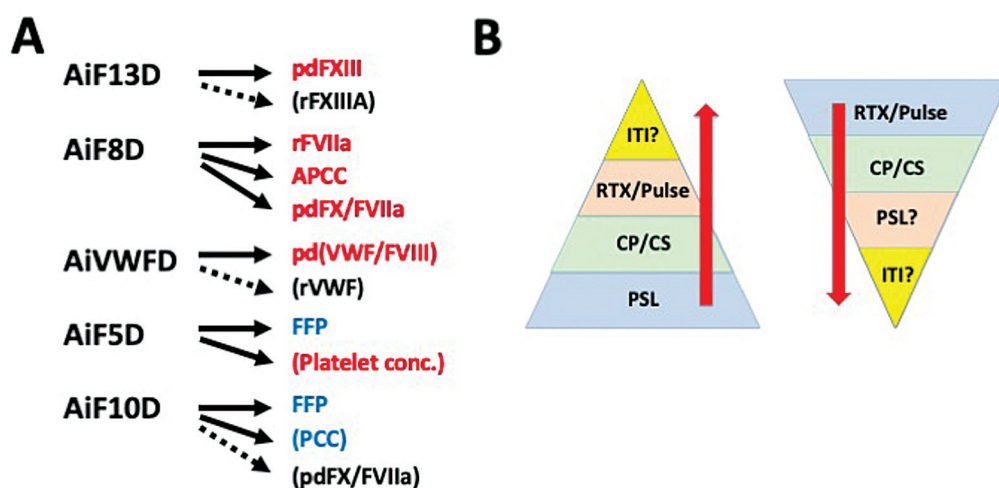 A
AiF13D
pdFXIII
(rFXIIIA)
AiF8D
rFVIIa
APCC
pdFX/FVIIa
AiVWFD
pd(VWF/FVIII)
(rVWF)
AiF5D
FFP
(Platelet conc.)
AiF10D
FFP
(PCC)
(pdFX/FVIIa)
B
ITI?
RTX/Pulse
CP/CS
PSL
RTX/Pulse
CP/CS
PSL?
ITI?